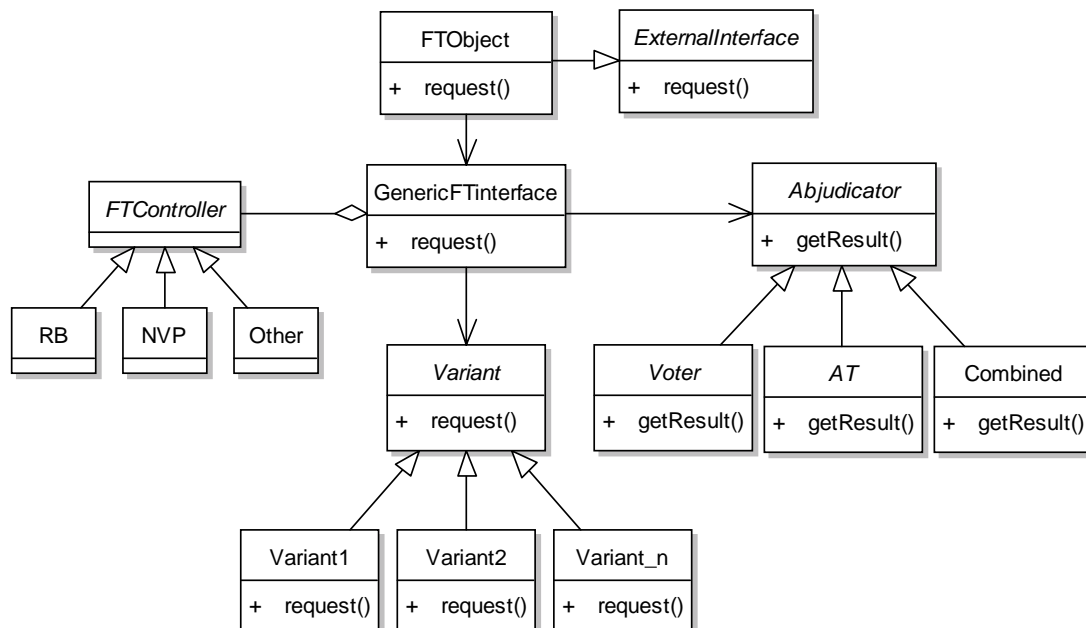 FTObject
+ request()
ExternalInterface
+ request()
FTController
GenericFTinterface
+ request()
Abjudicator
+ getResult()
RB
NVP
Other
Variant
+ request()
Voter
+ getResult()
AT
+ getResult()
Combined
+ getResult()
Variant1
+ request()
Variant2
+ request()
Variant_n
+ request()